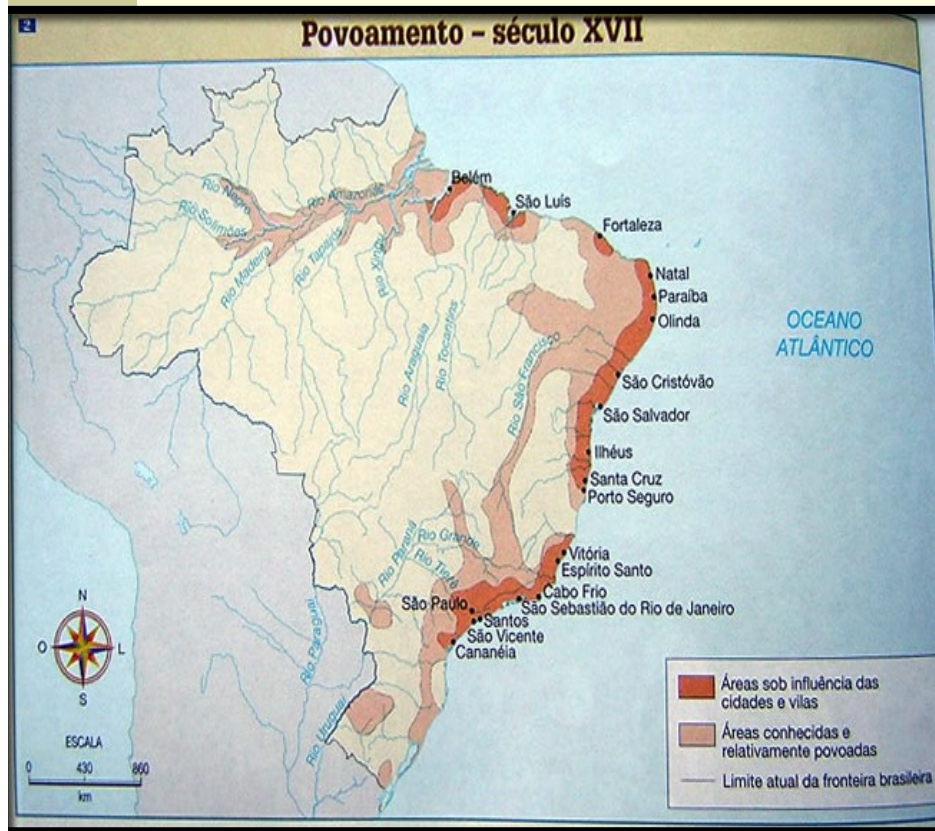 2
Povoamento – século XVII
Belém
São Luís
Fortaleza
Natal
Paraíba
Olinda
São Cristóvão
São Salvador
Ilhéus
Santa Cruz
Porto Seguro
Vitória
Espírito Santo
Cabo Frio
São Sebastião do Rio de Janeiro
São Paulo
Santos
São Vicente
Cananéia
Rio Negro
Rio Solimões
Rio Amazonas
Rio Madeira
Rio Tapajós
Rio Xingu
Rio Araguaia
Rio Tocantins
Rio São Francisco
Rio Grande
Rio Paraná
Rio Tietê
Rio Paraguai
Rio Uruguai
OCEANO
ATLÂNTICO
N
O
L
S
ESCALA
0 430 860
km
Áreas sob influência das
cidades e vilas
Áreas conhecidas e
relativamente povoadas
Limite atual da fronteira brasileira